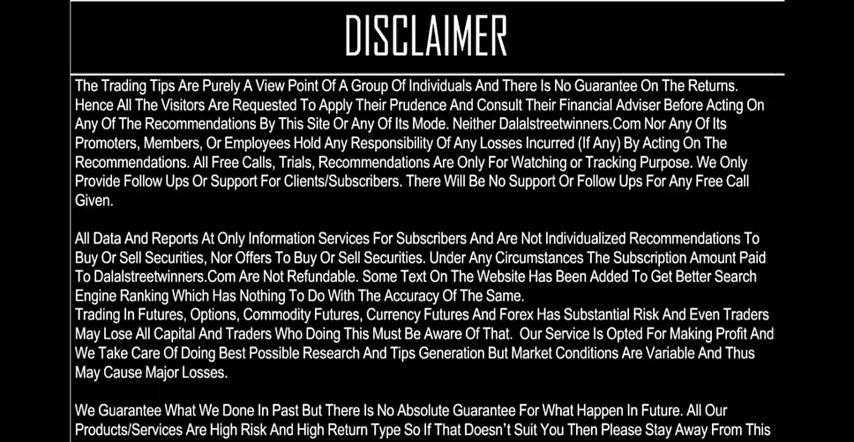 DISCLAIMER
The Trading Tips Are Purely A View Point Of A Group Of Individuals And There Is No Guarantee On The Returns.
Hence All The Visitors Are Requested To Apply Their Prudence And Consult Their Financial Adviser Before Acting On
Any Of The Recommendations By This Site Or Any Of Its Mode. Neither Dalalstreetwinners.Com Nor Any Of Its
Promoters, Members, Or Employees Hold Any Responsibility Of Any Losses Incurred (If Any) By Acting On The
Recommendations. All Free Calls, Trials, Recommendations Are Only For Watching or Tracking Purpose. We Only
Provide Follow Ups Or Support For Clients/Subscribers. There Will Be No Support Or Follow Ups For Any Free Call
Given.
All Data And Reports At Only Information Services For Subscribers And Are Not Individualized Recommendations To
Buy Or Sell Securities, Nor Offers To Buy Or Sell Securities. Under Any Circumstances The Subscription Amount Paid
To Dalalstreetwinners.Com Are Not Refundable. Some Text On The Website Has Been Added To Get Better Search
Engine Ranking Which Has Nothing To Do With The Accuracy Of The Same.
Trading In Futures, Options, Commodity Futures, Currency Futures And Forex Has Substantial Risk And Even Traders
May Lose All Capital And Traders Who Doing This Must Be Aware Of That. Our Service Is Opted For Making Profit And
We Take Care Of Doing Best Possible Research And Tips Generation But Market Conditions Are Variable And Thus
May Cause Major Losses.
We Guarantee What We Done In Past But There Is No Absolute Guarantee For What Happen In Future. All Our
Products/Services Are High Risk And High Return Type So If That Doesn't Suit You Then Please Stay Away From This